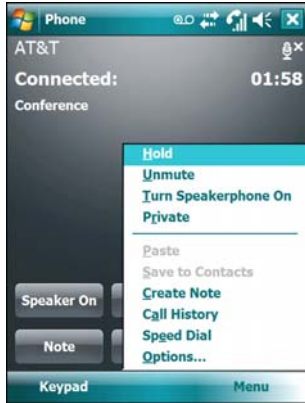 Phone
AT&T
Connected: 01:58
Conference
Hold
Unmute
Turn Speakerphone On
Private
Paste
Save to Contacts
Create Note
Call History
Speed Dial
Options...
Speaker On
Note
Keypad Menu